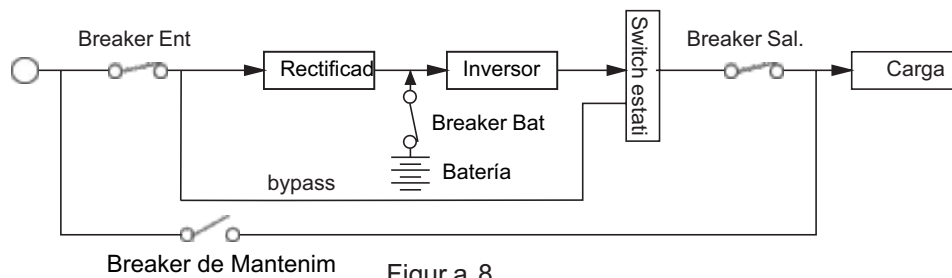 Breaker Ent
Rectificad
Inversor
Switch estati
Breaker Sal.
Carga
Breaker Bat
Batería
bypass
Breaker de Mantenim
Figur a 8